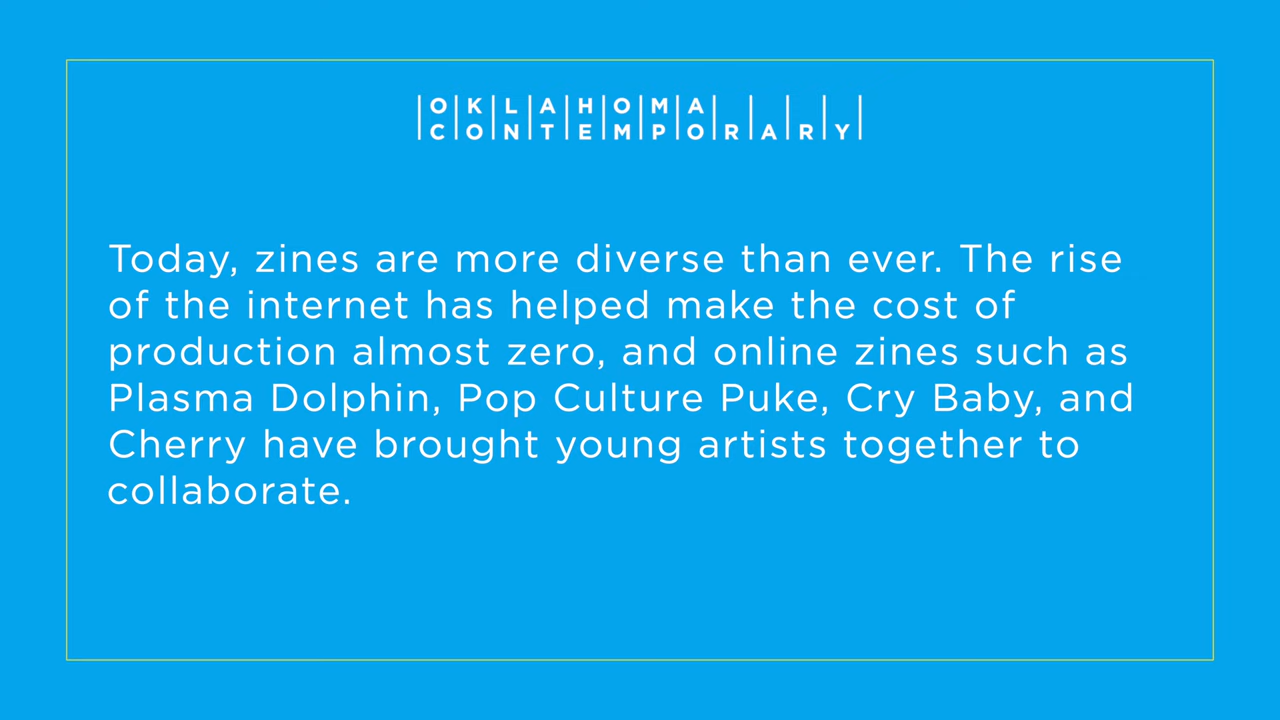 OKLAHOMA
CONTEMPORARY
Today, zines are more diverse than ever. The rise
of the internet has helped make the cost of
production almost zero, and online zines such as
Plasma Dolphin, Pop Culture Puke, Cry Baby, and
Cherry have brought young artists together to
collaborate.